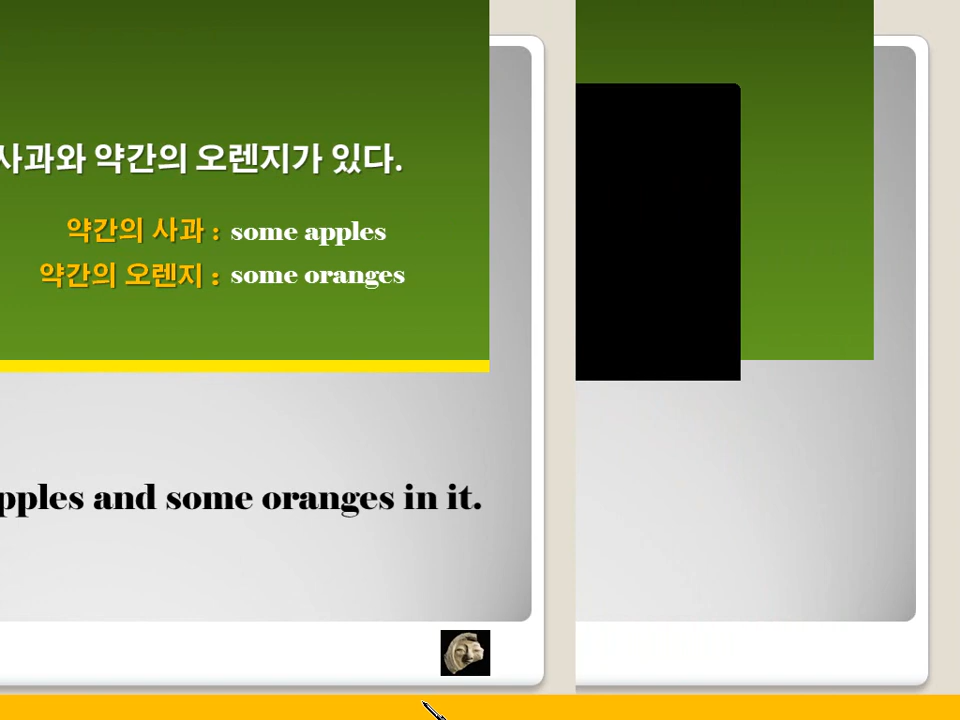 사과와 약간의 오렌지가 있다.
약간의 사과 : some apples
약간의 오렌지 : some oranges
pples and some oranges in it.